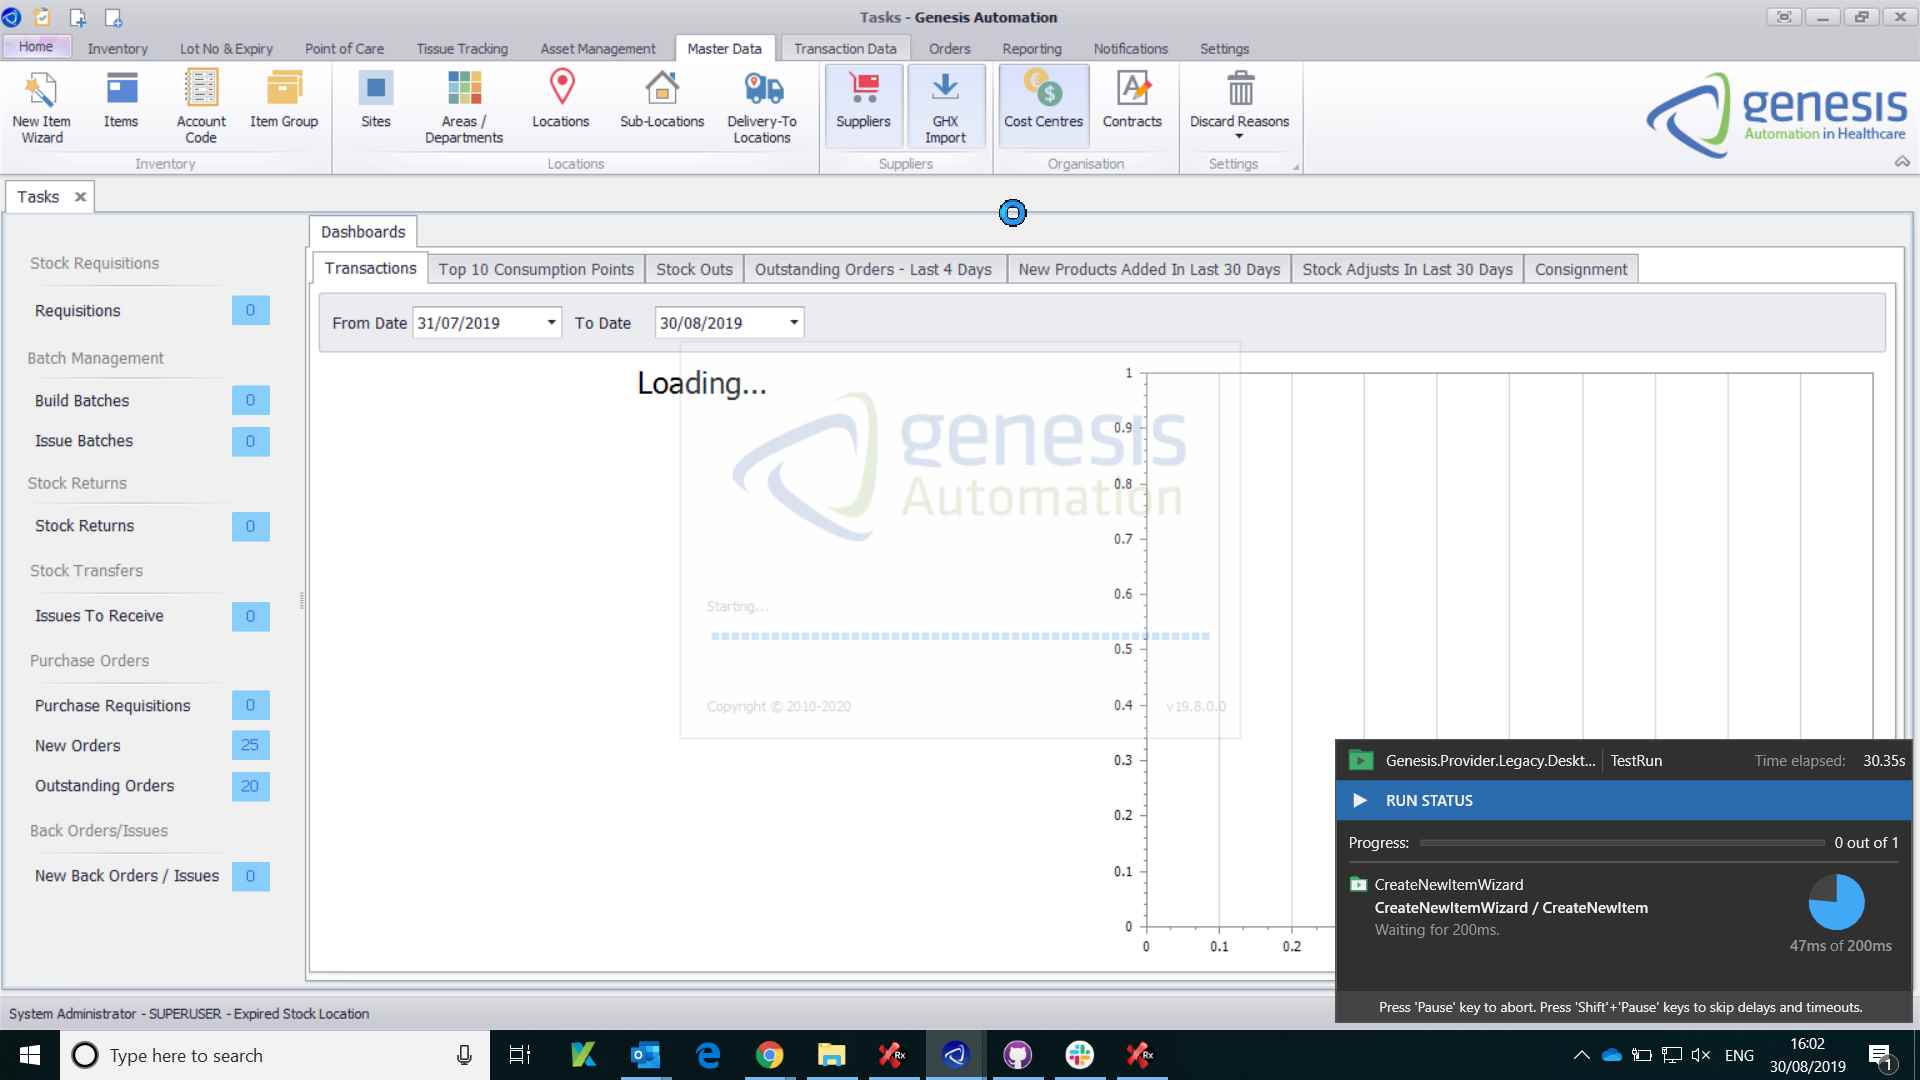 Tasks - Genesis Automation
Home
Inventory
Lot No & Expiry
Point of Care
Tissue Tracking
Asset Management
Master Data
Transaction Data
Orders
Reporting
Notifications
Settings
New Item Wizard
Items
Account Code
Item Group
Sites
Areas / Departments
Locations
Sub-Locations
Delivery-To Locations
Suppliers
GHX Import
Cost Centres
Contracts
Discard Reasons
Inventory
Locations
Suppliers
Organisation
Settings
genesis
Automation in Healthcare
Tasks
Dashboards
Transactions
Top 10 Consumption Points
Stock Outs
Outstanding Orders - Last 4 Days
New Products Added In Last 30 Days
Stock Adjusts In Last 30 Days
Consignment
From Date 31/07/2019
To Date 30/08/2019
Stock Requisitions
Requisitions 0
Batch Management
Build Batches 0
Issue Batches 0
Stock Returns
Stock Returns 0
Stock Transfers
Issues To Receive 0
Purchase Orders
Purchase Requisitions 0
New Orders 25
Outstanding Orders 20
Back Orders/Issues
New Back Orders / Issues 0
Loading...
genesis
Automation
Starting...
Copyright © 2010-2020
v19.8.0.0
1
0.9
0.8
0.7
0.6
0.5
0.4
0.3
0.2
0.1
0
0
0.1
0.2
Genesis.Provider.Legacy.Deskt...
TestRun
Time elapsed: 30.35s
RUN STATUS
Progress:
0 out of 1
CreateNewItemWizard
CreateNewItemWizard / CreateNewItem
Waiting for 200ms.
47ms of 200ms
Press 'Pause' key to abort. Press 'Shift'+'Pause' keys to skip delays and timeouts.
System Administrator - SUPERUSER - Expired Stock Location
Type here to search
Rx
Rx
ENG
16:02
30/08/2019
1